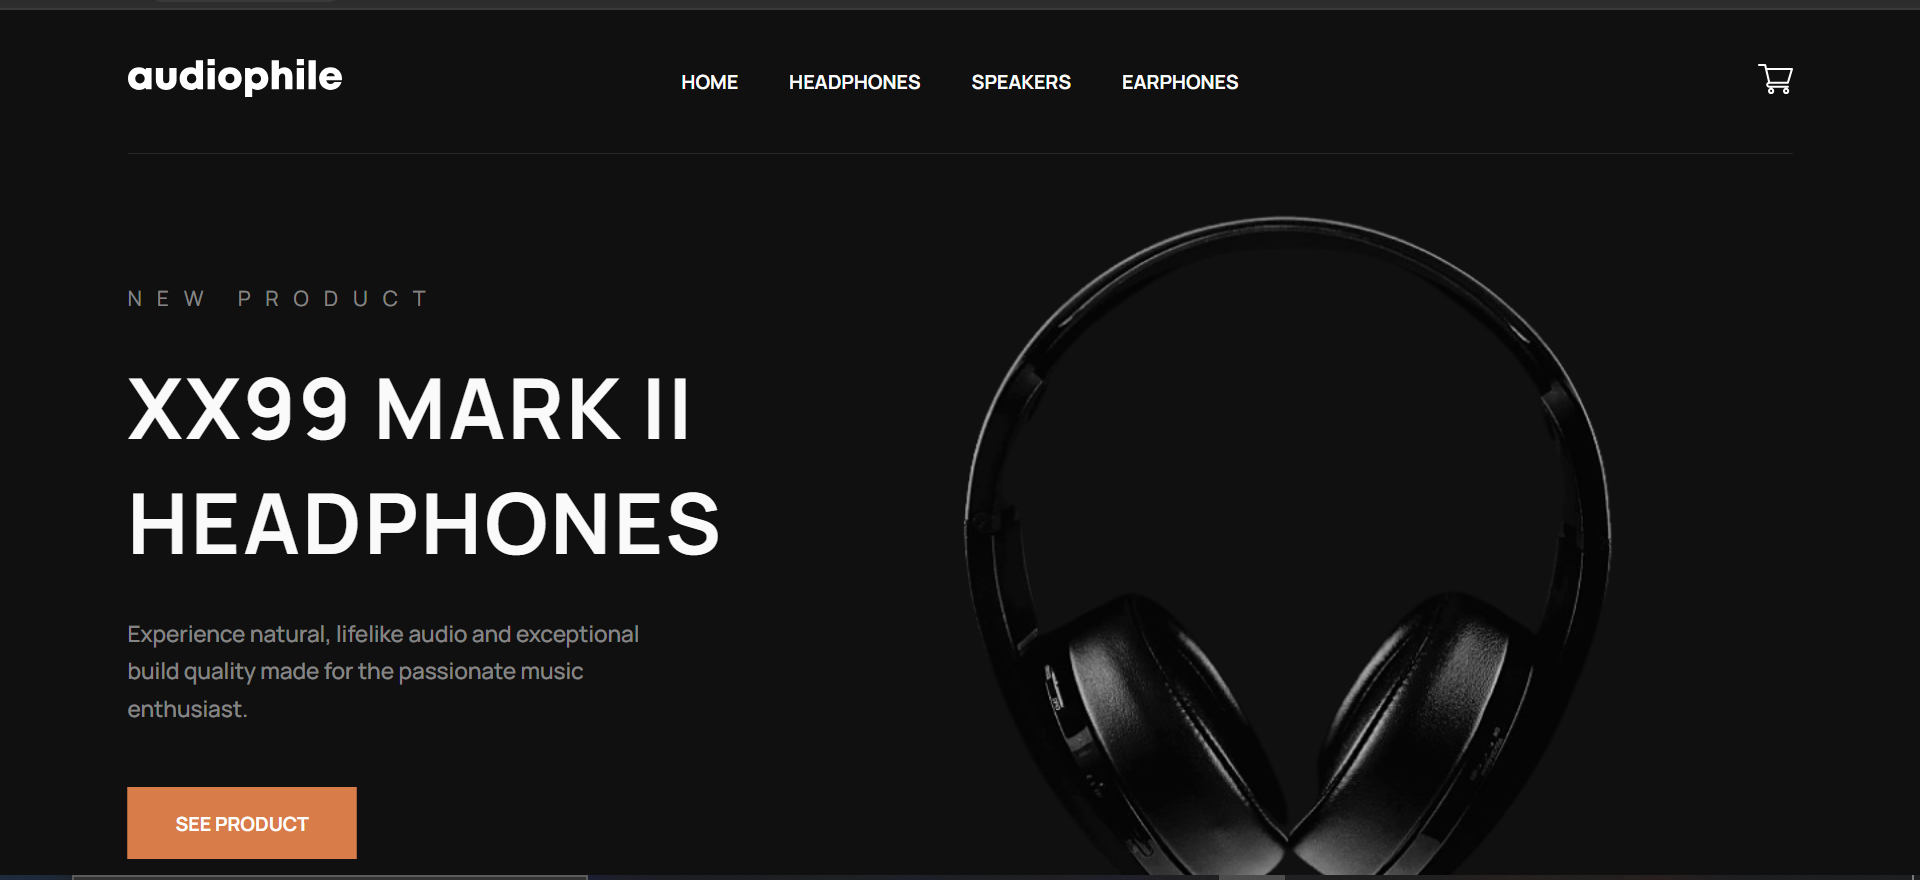 audiophile
HOME HEADPHONES SPEAKERS EARPHONES
NEW PRODUCT
XX99 MARK II
HEADPHONES
Experience natural, lifelike audio and exceptional
build quality made for the passionate music
enthusiast.
SEE PRODUCT